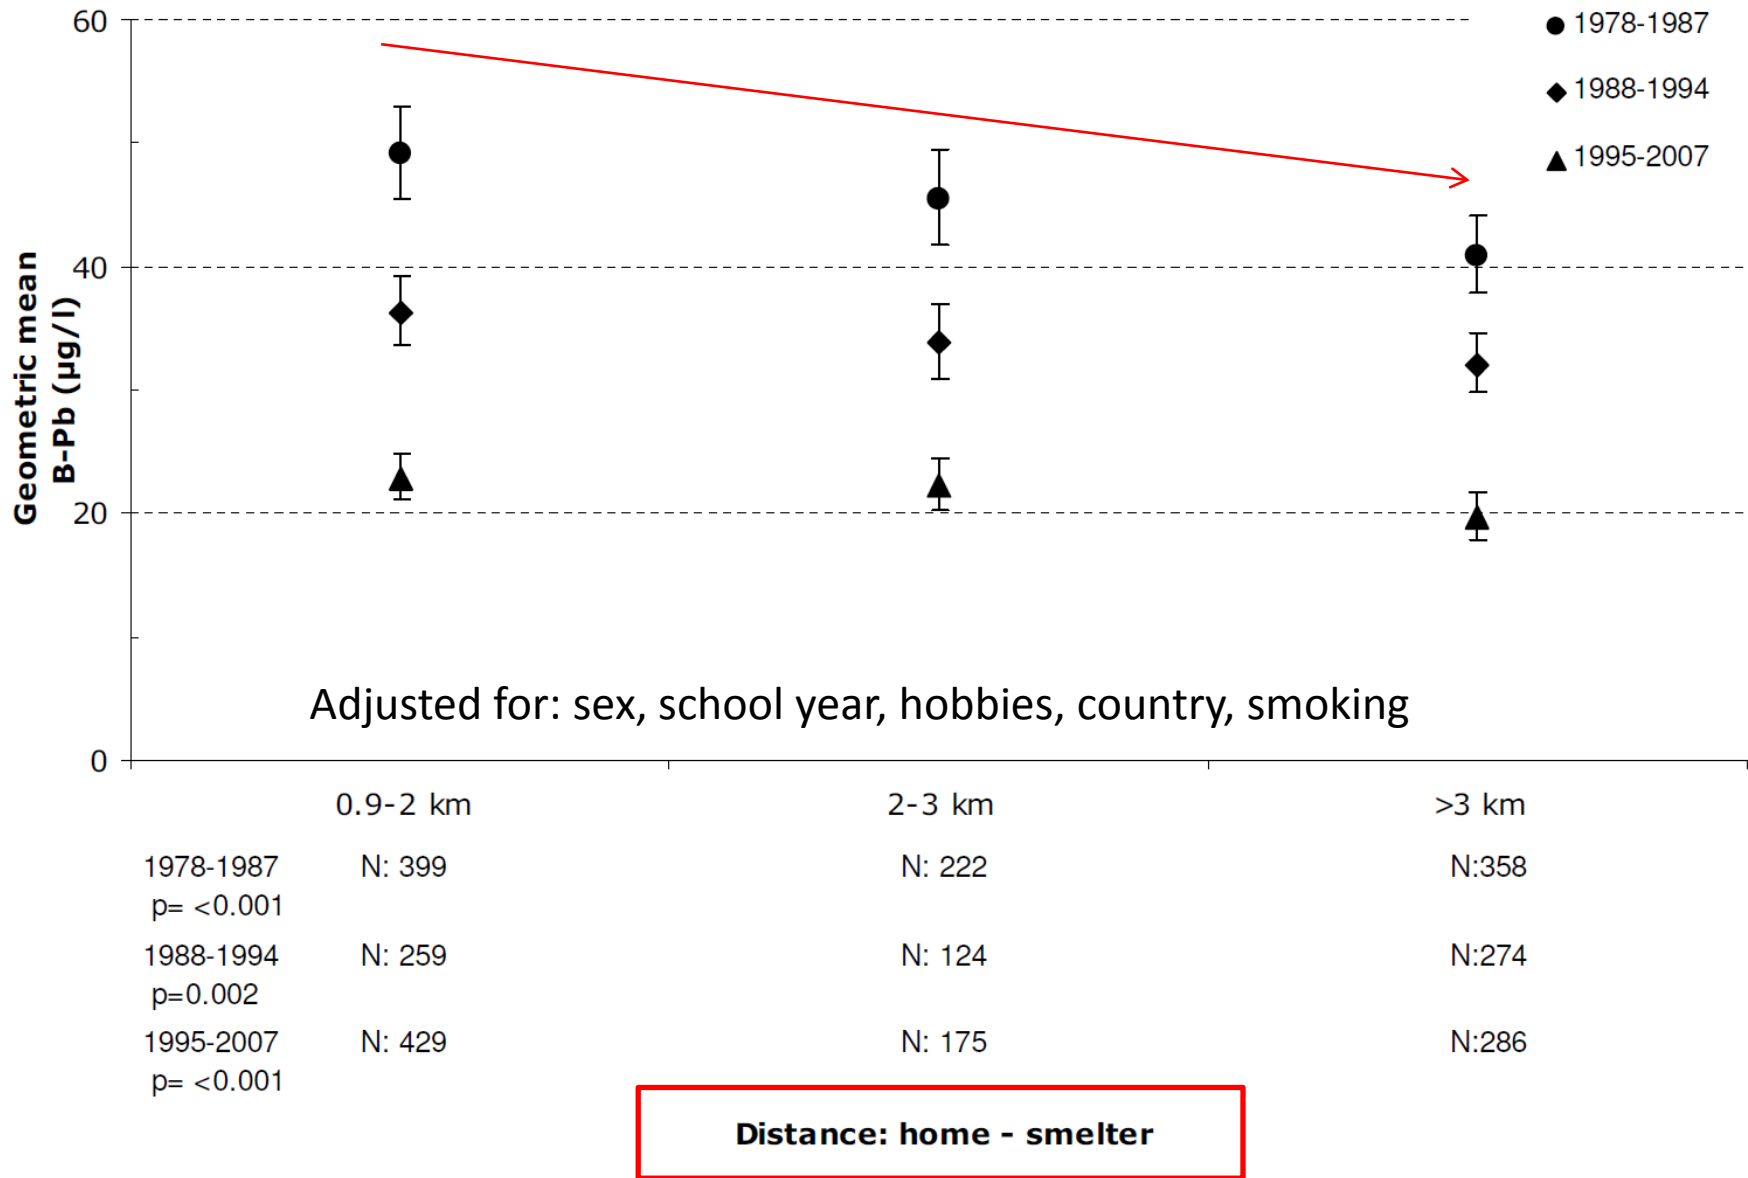 60
1978-1987
1988-1994
1995-2007
40
20
0
Geometric mean
B-Pb (µg/l)
Adjusted for: sex, school year, hobbies, country, smoking
0.9-2 km 2-3 km >3 km
1978-1987 N: 399 N: 222 N:358
p= <0.001
1988-1994 N: 259 N: 124 N:274
p=0.002
1995-2007 N: 429 N: 175 N:286
p= <0.001
Distance: home - smelter